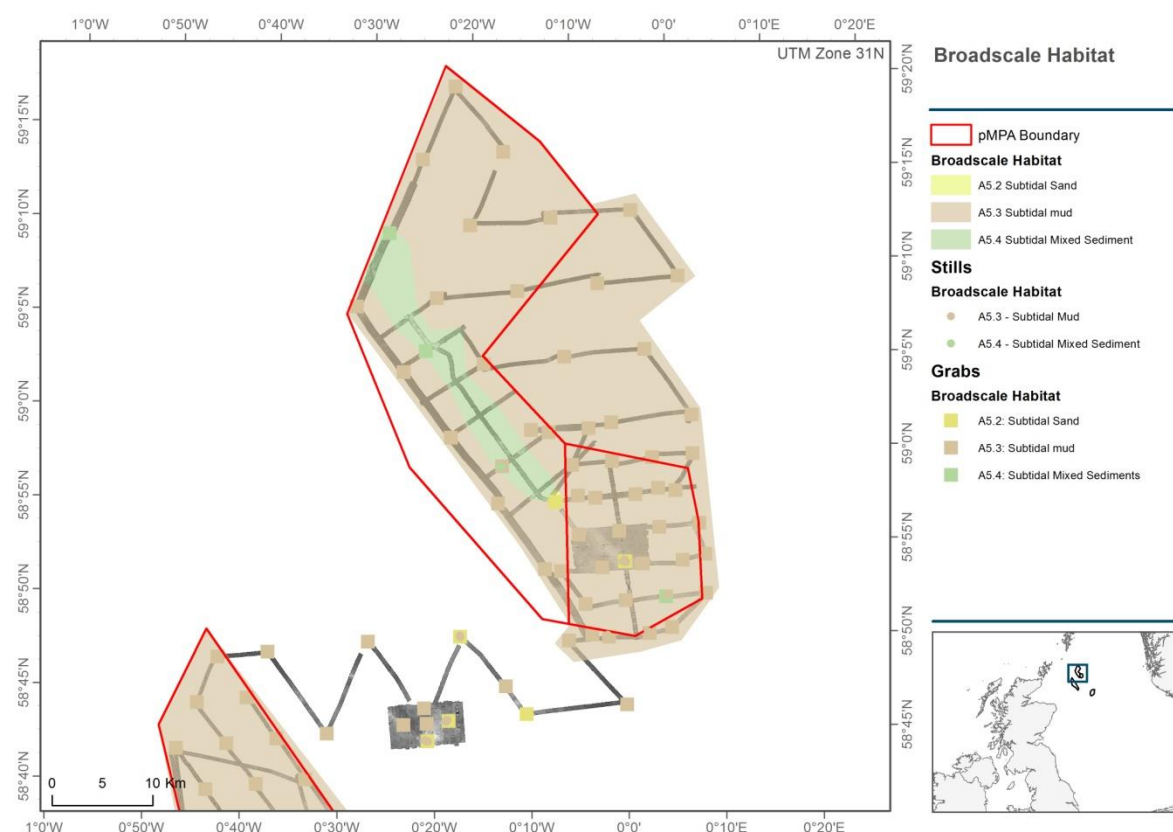 1°0'W 0°50'W 0°40'W 0°30'W 0°20'W 0°10'W 0°0' 0°10'E 0°20'E
UTM Zone 31N
59°15'N
59°10'N
59°5'N
59°0'N
58°55'N
58°50'N
58°45'N
58°40'N
59°20'N
59°15'N
59°10'N
59°5'N
59°0'N
58°55'N
58°50'N
58°45'N
0 5 10 Km
1°0'W 0°50'W 0°40'W 0°30'W 0°20'W 0°10'W 0°0' 0°10'E 0°20'E
Broadscale Habitat
pMPA Boundary
Broadscale Habitat
A5.2 Subtidal Sand
A5.3 Subtidal mud
A5.4 Subtidal Mixed Sediment
Stills
Broadscale Habitat
A5.3 - Subtidal Mud
A5.4 - Subtidal Mixed Sediment
Grabs
Broadscale Habitat
A5.2: Subtidal Sand
A5.3: Subtidal mud
A5.4: Subtidal Mixed Sediments